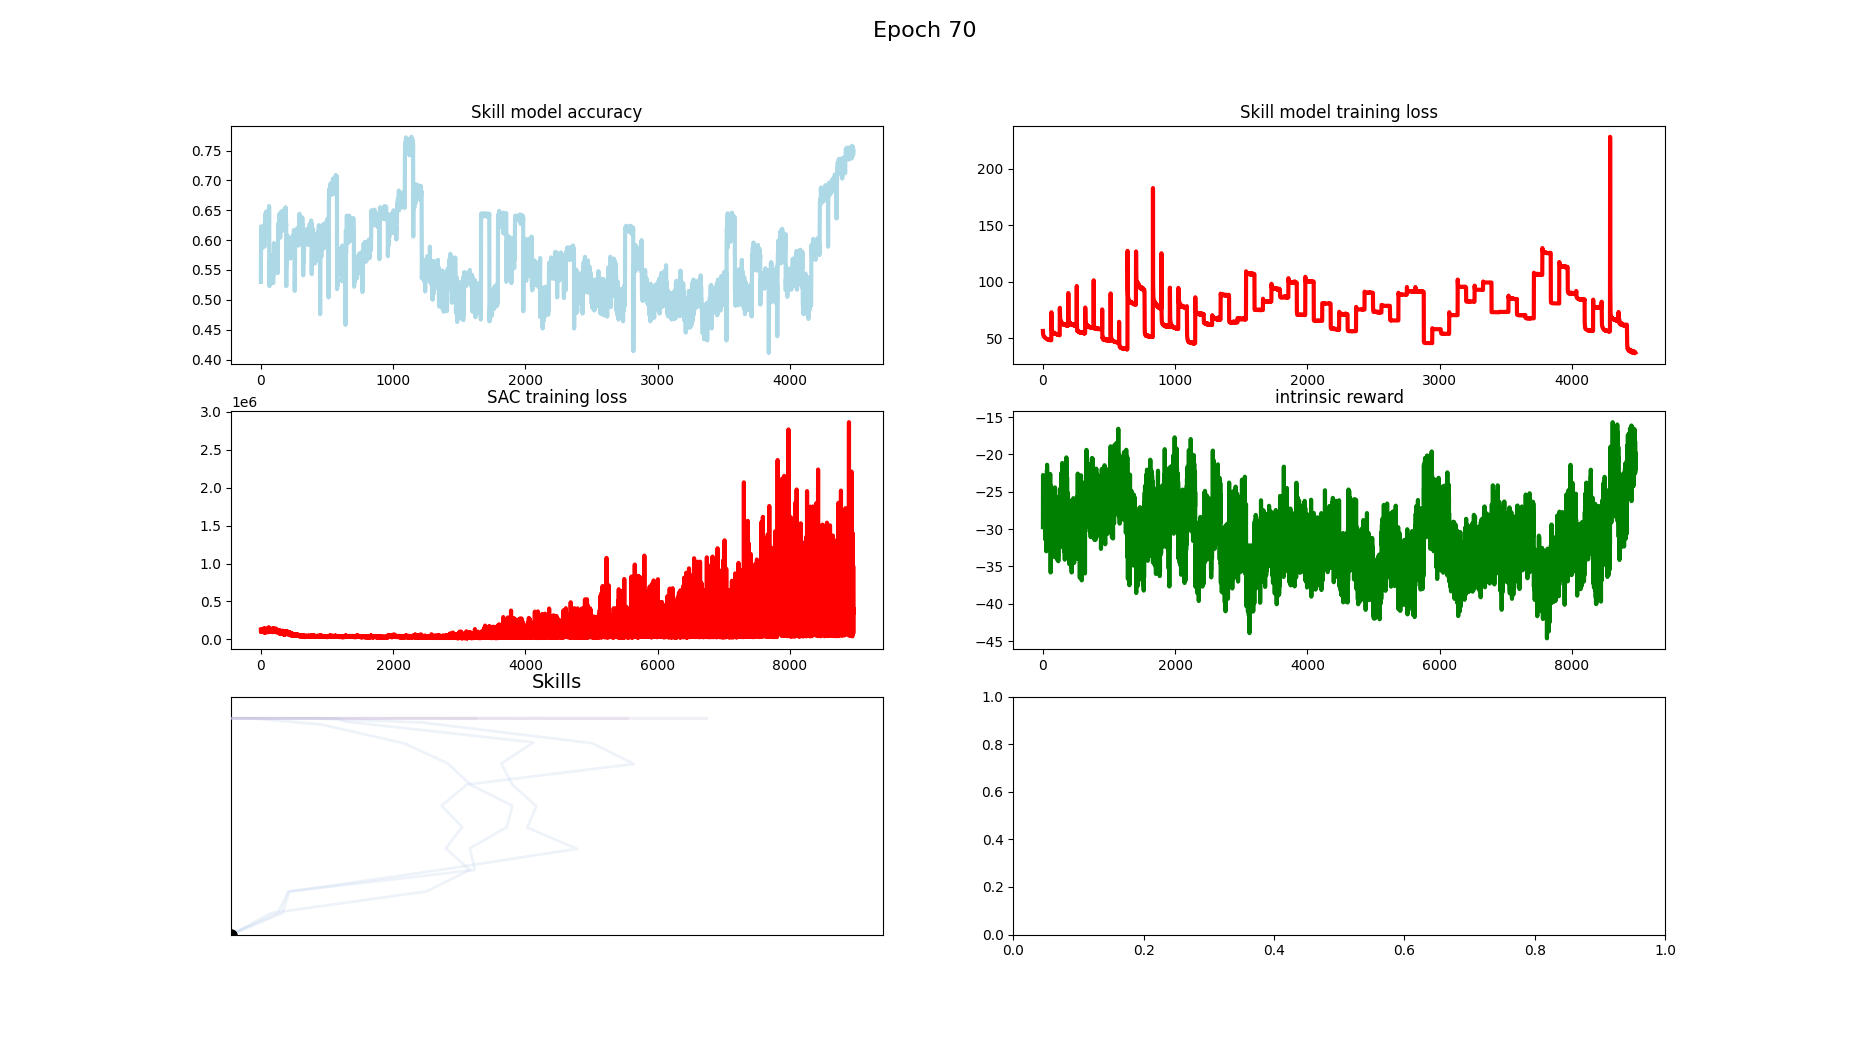 Epoch 70
Skill model accuracy
0.75
0.70
0.65
0.60
0.55
0.50
0.45
0.40
0 1000 2000 3000 4000
Skill model training loss
200
150
100
50
0 1000 2000 3000 4000
SAC training loss
1e6
3.0
2.5
2.0
1.5
1.0
0.5
0.0
0 2000 4000 6000 8000
intrinsic reward
−15
−20
−25
−30
−35
−40
−45
0 2000 4000 6000 8000
Skills
1.0
0.8
0.6
0.4
0.2
0.0
0.0 0.2 0.4 0.6 0.8 1.0